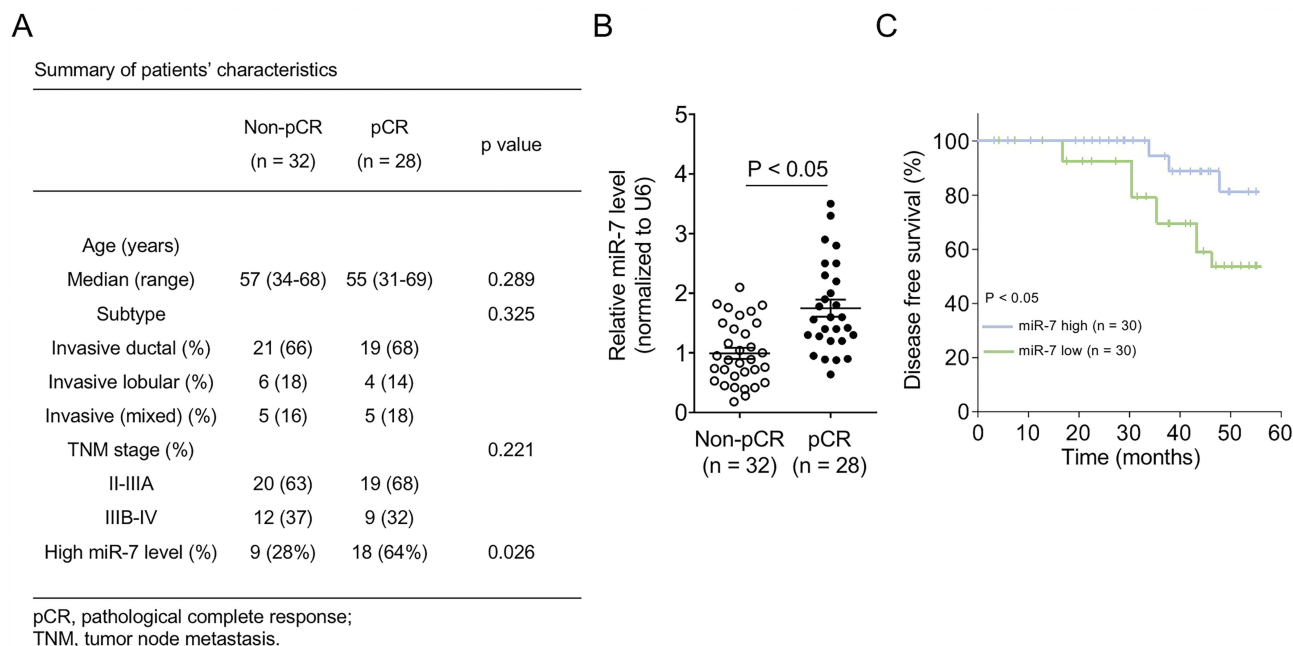 A
Summary of patients' characteristics
Non-pCR pCR p value
(n = 32) (n = 28)
Age (years)
Median (range) 57 (34-68) 55 (31-69) 0.289
Subtype 0.325
Invasive ductal (%) 21 (66) 19 (68)
Invasive lobular (%) 6 (18) 4 (14)
Invasive (mixed) (%) 5 (16) 5 (18)
TNM stage (%) 0.221
II-IIIA 20 (63) 19 (68)
IIIB-IV 12 (37) 9 (32)
High miR-7 level (%) 9 (28%) 18 (64%) 0.026
pCR, pathological complete response;
TNM, tumor node metastasis.
B
Relative miR-7 level
(normalized to U6)
5
4
3
2
1
0
P < 0.05
Non-pCR pCR
(n = 32) (n = 28)
C
Disease free survival (%)
100
80
60
40
20
0
P < 0.05
miR-7 high (n = 30)
miR-7 low (n = 30)
0 10 20 30 40 50 60
Time (months)